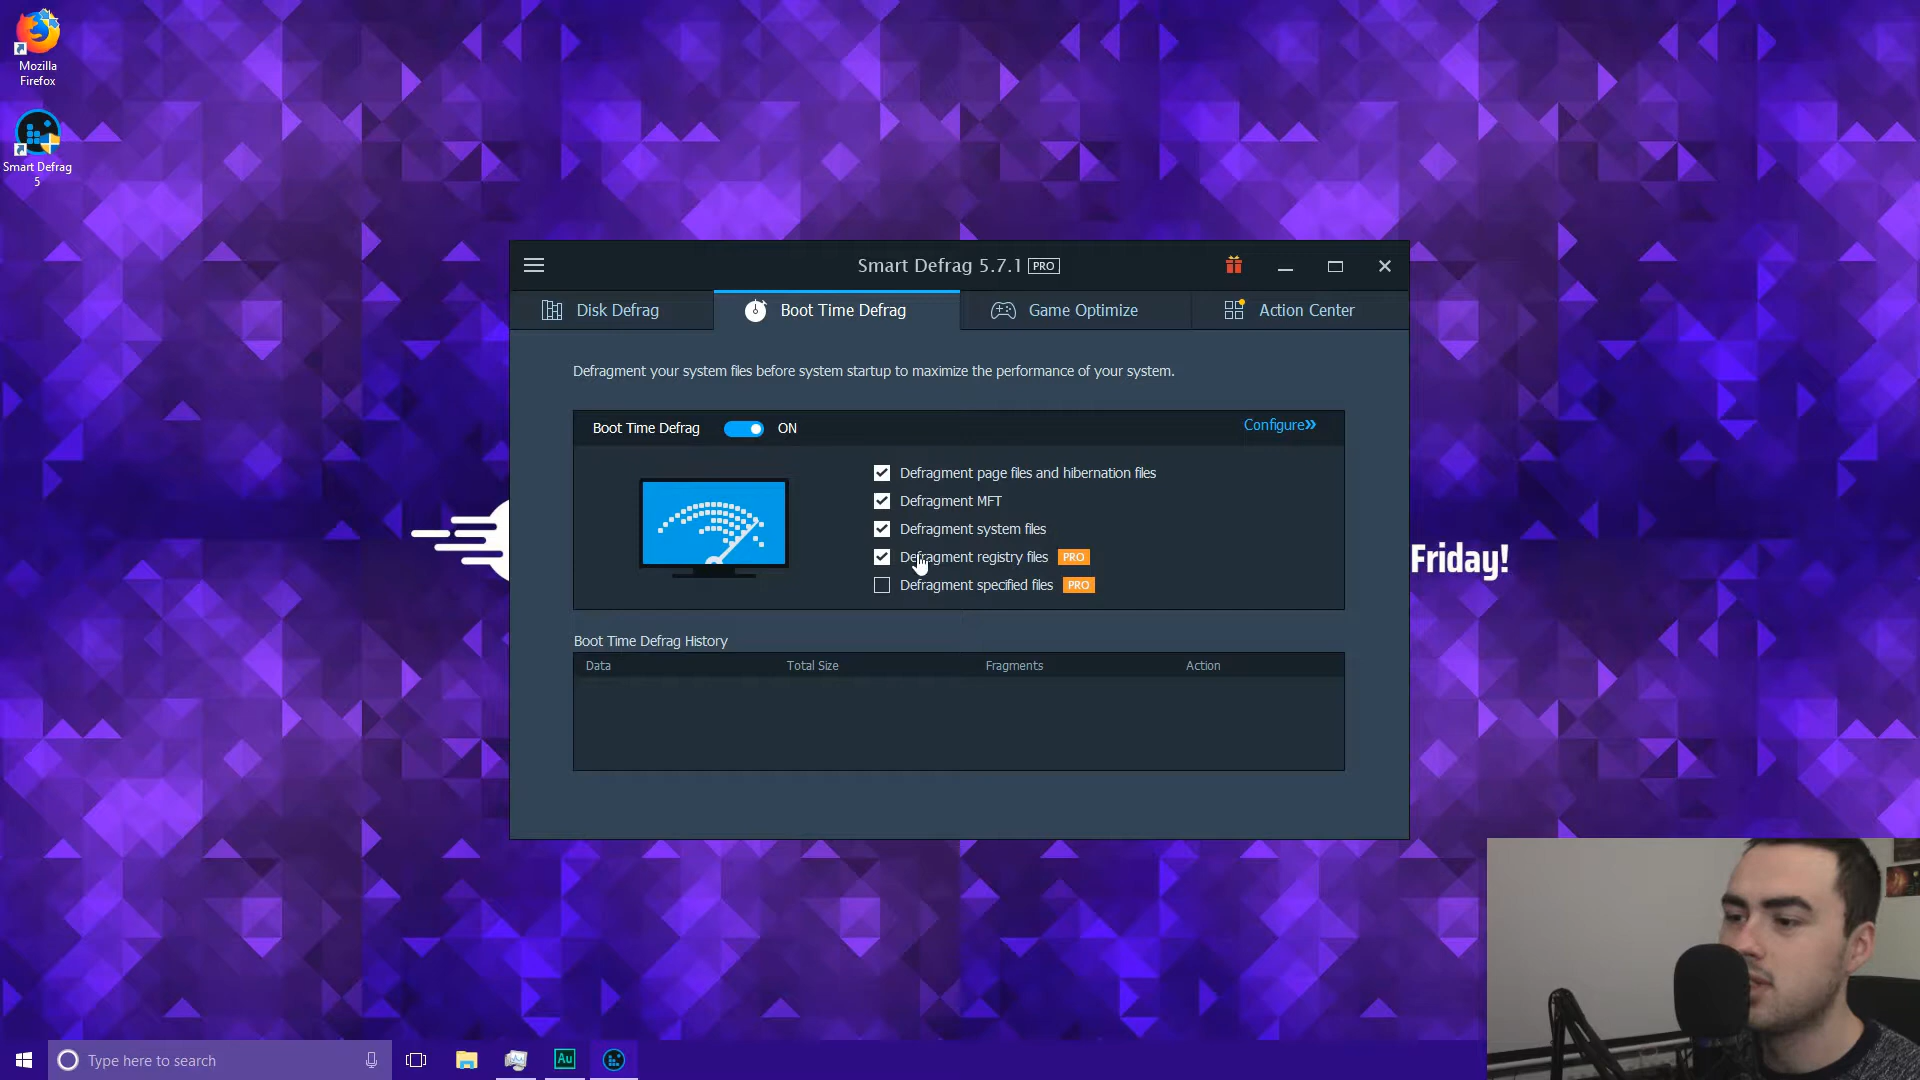 Mozilla
Firefox
Smart Defrag
5
Smart Defrag 5.7.1 PRO
Disk Defrag
Boot Time Defrag
Game Optimize
Action Center
Defragment your system files before system startup to maximize the performance of your system.
Boot Time Defrag ON
Configure»
Defragment page files and hibernation files
Defragment MFT
Defragment system files
Defragment registry files PRO
Defragment specified files PRO
Friday!
Boot Time Defrag History
Data Total Size Fragments Action
Type here to search
Au